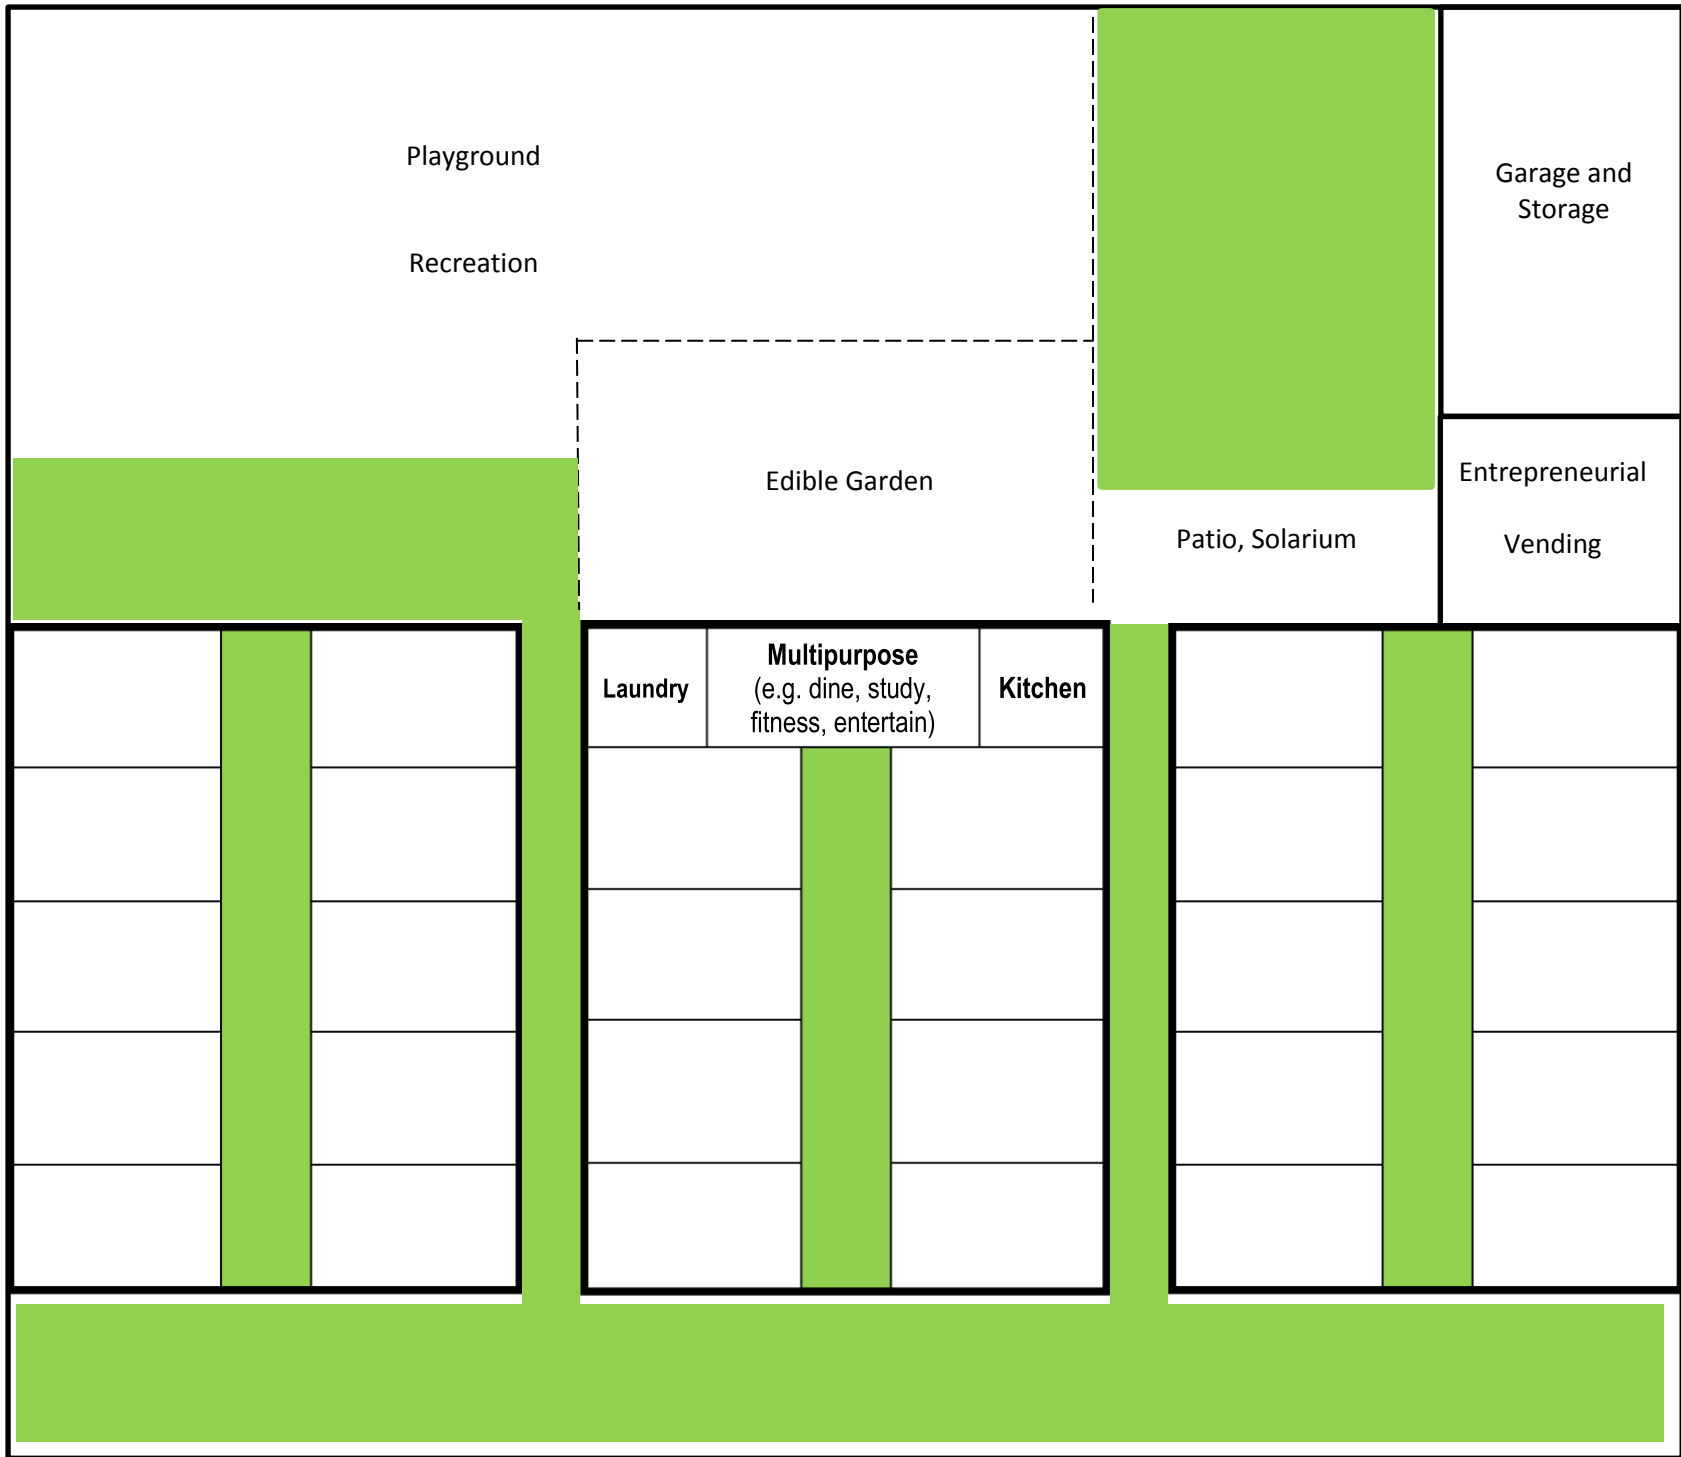 Playground
Recreation
Garage and
Storage
Edible Garden
Patio, Solarium
Entrepreneurial
Vending
Laundry
Multipurpose
(e.g. dine, study,
fitness, entertain)
Kitchen